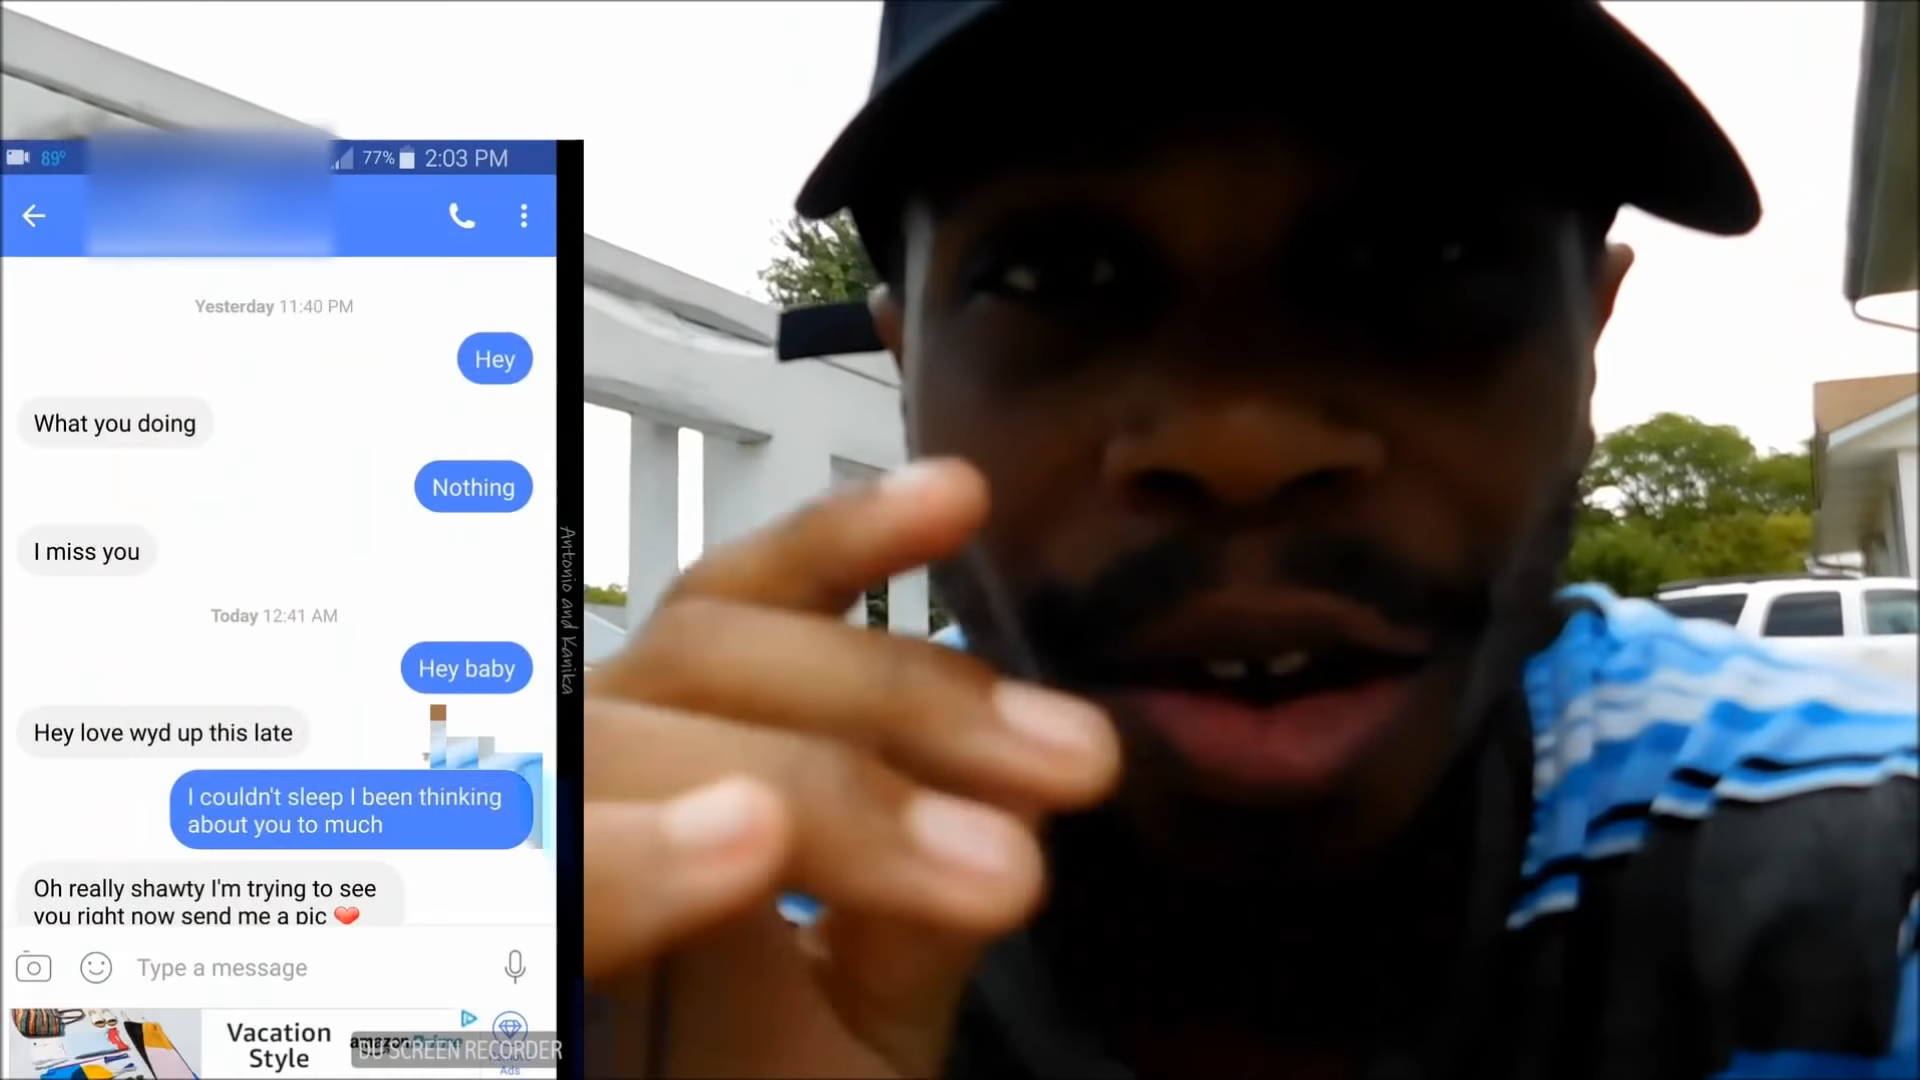 89°
77%
2:03 PM
Yesterday 11:40 PM
Hey
What you doing
Nothing
I miss you
Today 12:41 AM
Hey baby
Hey love wyd up this late
I couldn't sleep I been thinking
about you to much
Oh really shawty I'm trying to see
you right now send me a pic ❤
Type a message
Vacation
Style
amazon
DU SCREEN RECORDER
Ads
Antonio and Kanika